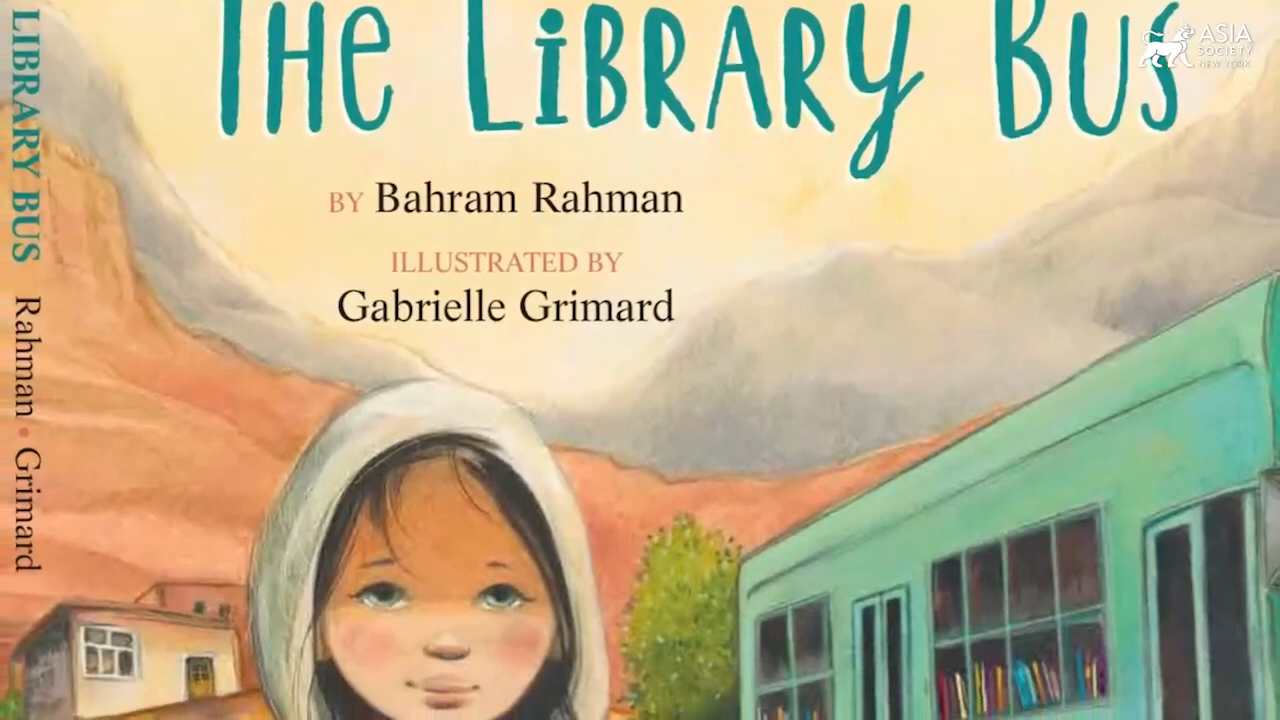 THE LIBRARY BUS
BY Bahram Rahman
ILLUSTRATED BY
Gabrielle Grimard
LIBRARY BUS Rahman • Grimard
ASIA
SOCIETY
NEW YORK